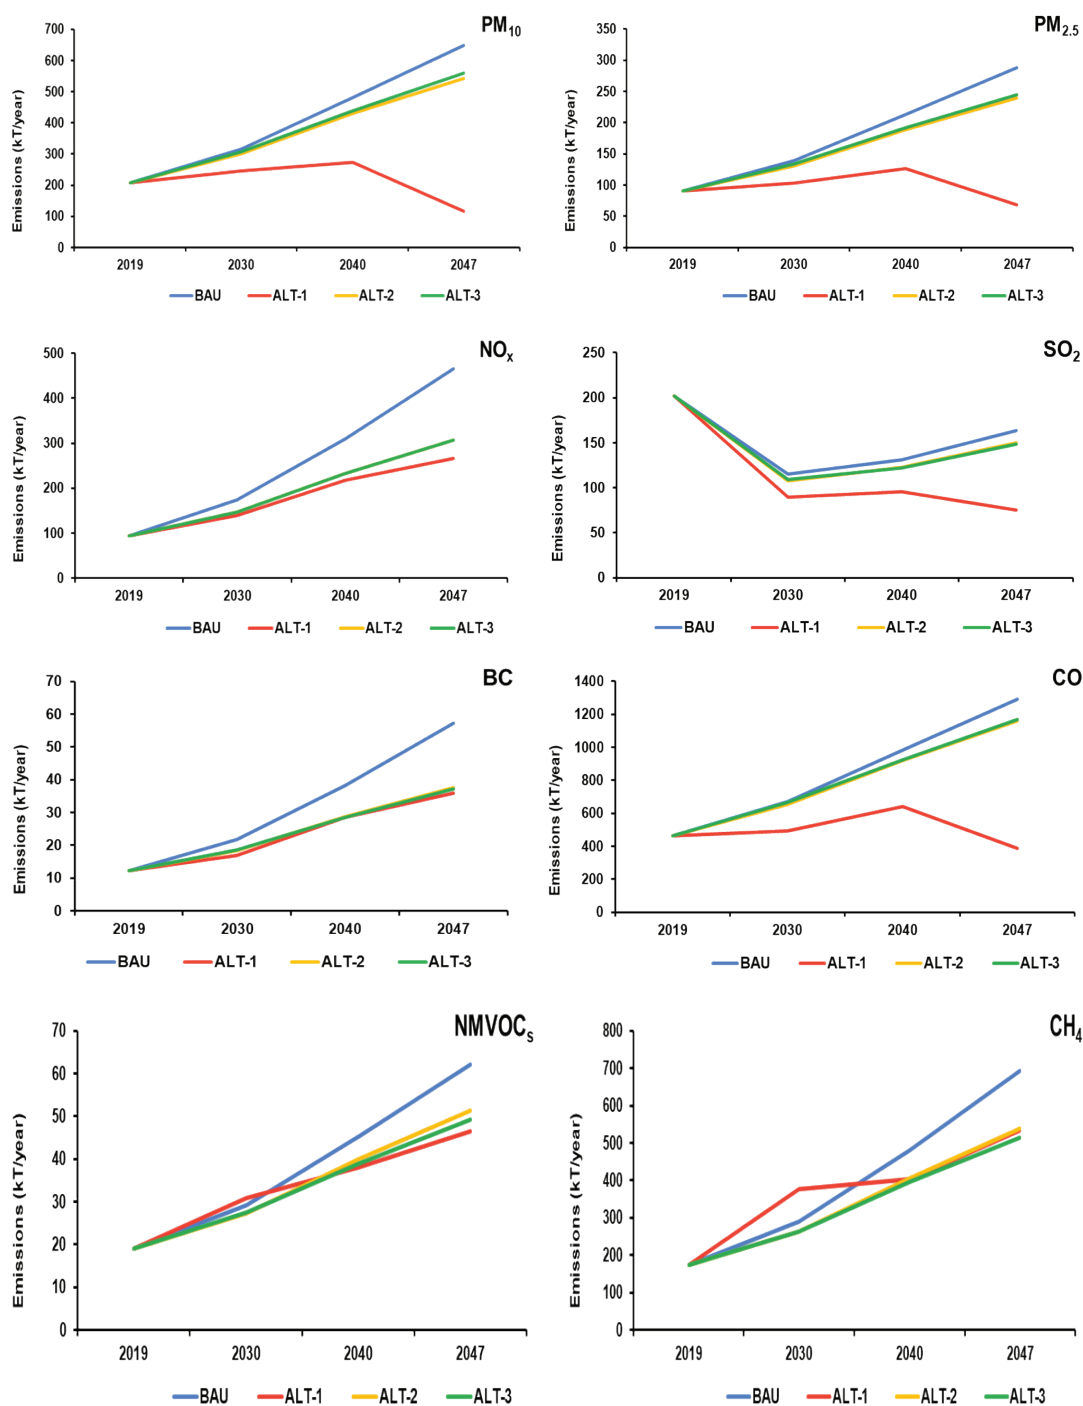 PM10
Emissions (kT/year)
700
600
500
400
300
200
100
0
2019 2030 2040 2047
BAU ALT-1 ALT-2 ALT-3
PM2.5
Emissions (kT/year)
350
300
250
200
150
100
50
0
2019 2030 2040 2047
BAU ALT-1 ALT-2 ALT-3
NOx
Emissions (kT/year)
500
400
300
200
100
0
2019 2030 2040 2047
BAU ALT-1 ALT-2 ALT-3
SO2
Emissions (kT/year)
250
200
150
100
50
0
2019 2030 2040 2047
BAU ALT-1 ALT-2 ALT-3
BC
Emissions (kT/year)
70
60
50
40
30
20
10
0
2019 2030 2040 2047
BAU ALT-1 ALT-2 ALT-3
CO
Emissions (kT/year)
1400
1200
1000
800
600
400
200
0
2019 2030 2040 2047
BAU ALT-1 ALT-2 ALT-3
NMVOCs
Emissions (kT/year)
70
60
50
40
30
20
10
0
2019 2030 2040 2047
BAU ALT-1 ALT-2 ALT-3
CH4
Emissions (kT/year)
800
700
600
500
400
300
200
100
0
2019 2030 2040 2047
BAU ALT-1 ALT-2 ALT-3